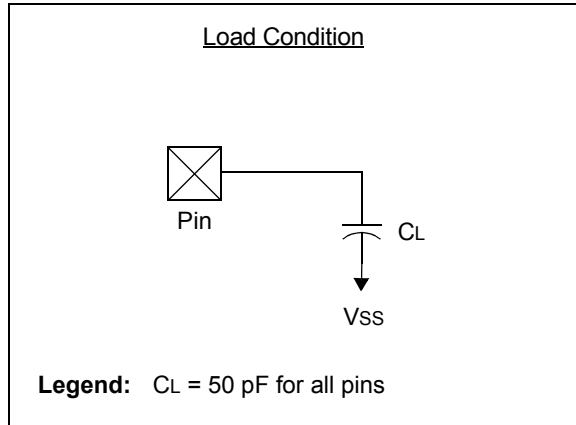 Load Condition
Pin
CL
VSS
Legend: CL = 50 pF for all pins